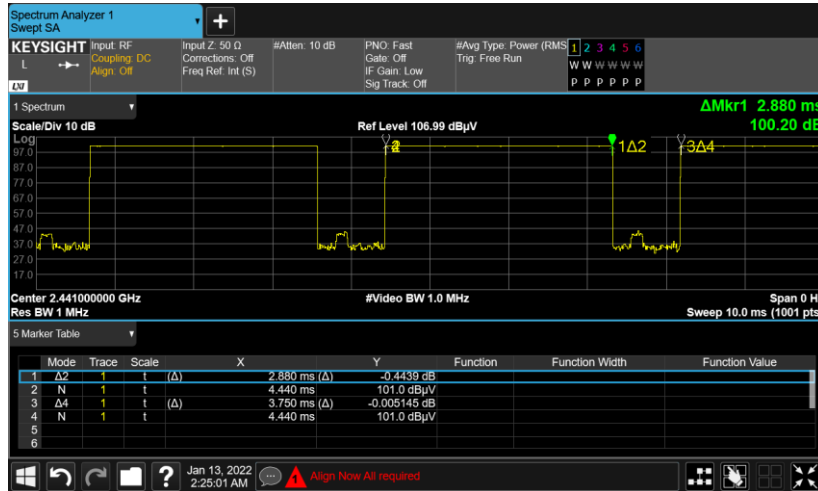 Spectrum Analyzer 1
Swept SA
+
KEYSIGHT Input: RF Input Z: 50 Ω #Atten: 10 dB PNO: Fast #Avg Type: Power (RMS 1 2 3 4 5 6
L Coupling: DC Corrections: Off Gate: Off Trig: Free Run
Align: Off Freq Ref: Int (S) IF Gain: Low W W W W W W
LXI Sig Track: Off P P P P P P
1 Spectrum ΔMkr1 2.880 ms
Scale/Div 10 dB Ref Level 106.99 dBµV 100.20 dB
Log
97.0 2 1Δ2 3Δ4
87.0
77.0
67.0
57.0
47.0
37.0
27.0
17.0
Center 2.441000000 GHz #Video BW 1.0 MHz Span 0 H
Res BW 1 MHz Sweep 10.0 ms (1001 pts
5 Marker Table
Mode Trace Scale X Y Function Function Width Function Value
1 Δ2 1 t (Δ) 2.880 ms (Δ) -0.4439 dB
2 N 1 t 4.440 ms 101.0 dBµV
3 Δ4 1 t (Δ) 3.750 ms (Δ) -0.005145 dB
4 N 1 t 4.440 ms 101.0 dBµV
5
6
? Jan 13, 2022 1 Align Now All required
2:25:01 AM